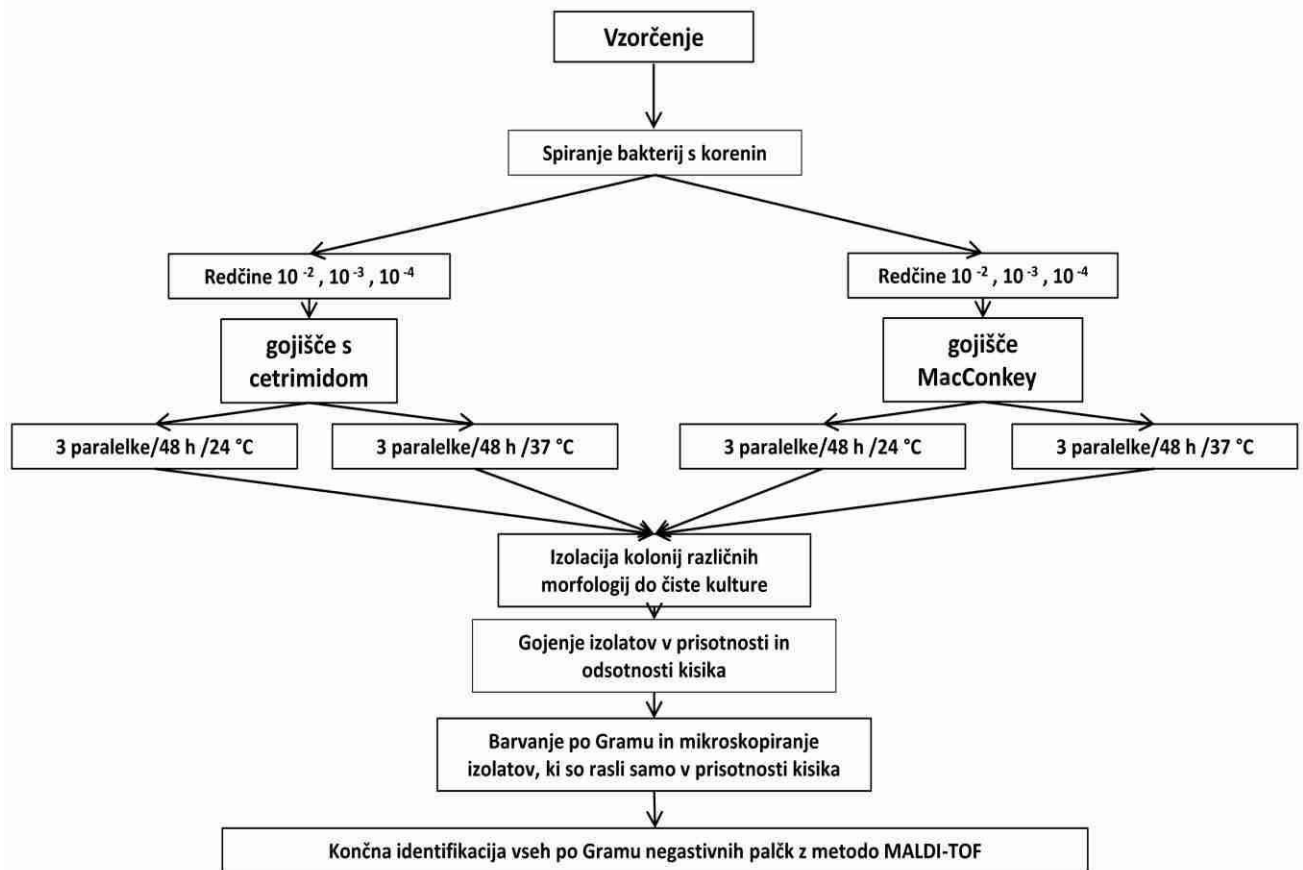 Vzorčenje
Spiranje bakterij s korenin
Redčine 10 -2 , 10 -3 , 10 -4
Redčine 10 -2 , 10 -3 , 10 -4
gojišče s
cetrimidom
gojišče
MacConkey
3 paralelke/48 h /24 °C
3 paralelke/48 h /37 °C
3 paralelke/48 h /24 °C
3 paralelke/48 h /37 °C
Izolacija kolonij različnih
morfologij do čiste kulture
Gojenje izolatov v prisotnosti in
odsotnosti kisika
Barvanje po Gramu in mikroskopiranje
izolatov, ki so rasli samo v prisotnosti kisika
Končna identifikacija vseh po Gramu negastivnih palčk z metodo MALDI-TOF